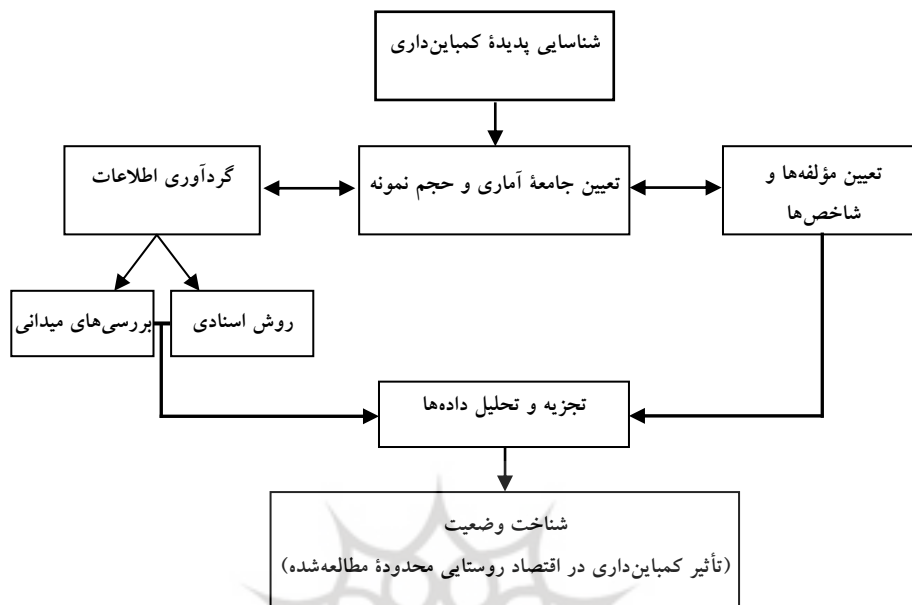 شناسایی پدیدهٔ کمباین‌داری
تعیین مؤلفه‌ها و
شاخص‌ها
تعیین جامعهٔ آماری و حجم نمونه
گردآوری اطلاعات
روش اسنادی
بررسی‌های میدانی
تجزیه و تحلیل داده‌ها
شناخت وضعیت
(تأثیر کمباین‌داری در اقتصاد روستایی محدودهٔ مطالعه‌شده)